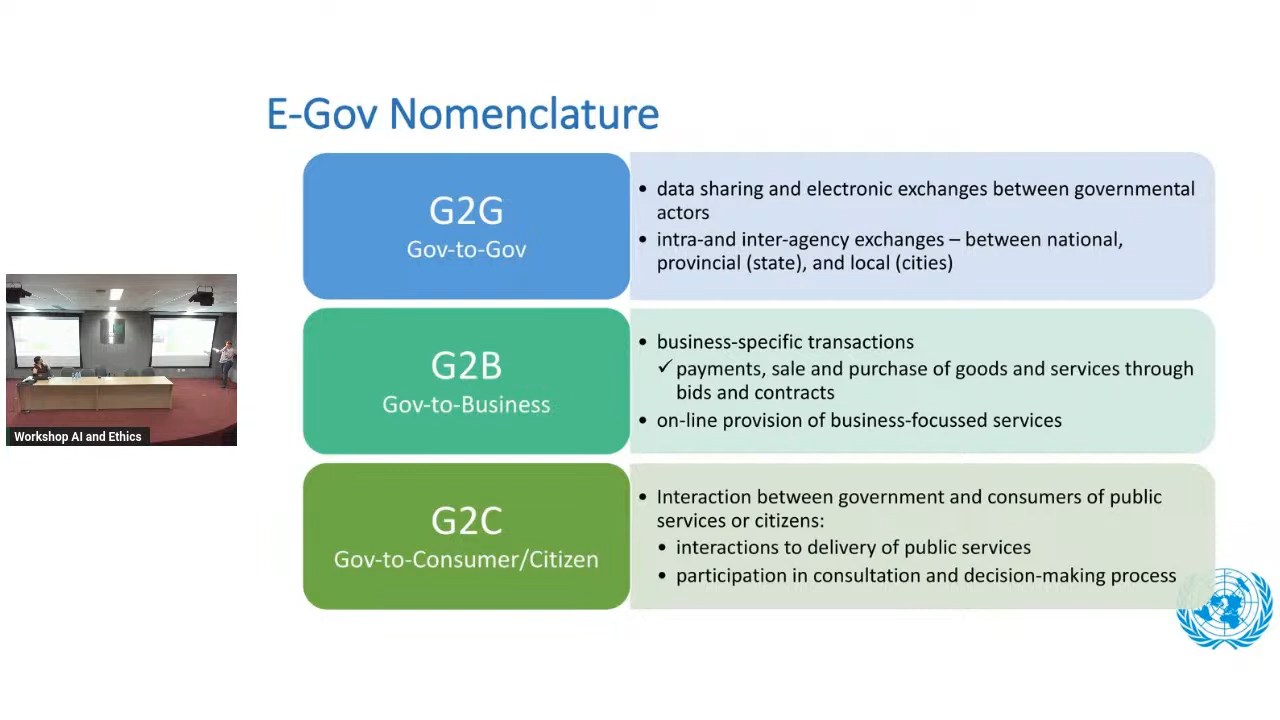 E-Gov Nomenclature
G2G
Gov-to-Gov
• data sharing and electronic exchanges between governmental
actors
• intra-and inter-agency exchanges – between national,
provincial (state), and local (cities)
G2B
Gov-to-Business
• business-specific transactions
✓payments, sale and purchase of goods and services through
bids and contracts
• on-line provision of business-focussed services
G2C
Gov-to-Consumer/Citizen
• Interaction between government and consumers of public
services or citizens:
• interactions to delivery of public services
• participation in consultation and decision-making process
Workshop AI and Ethics